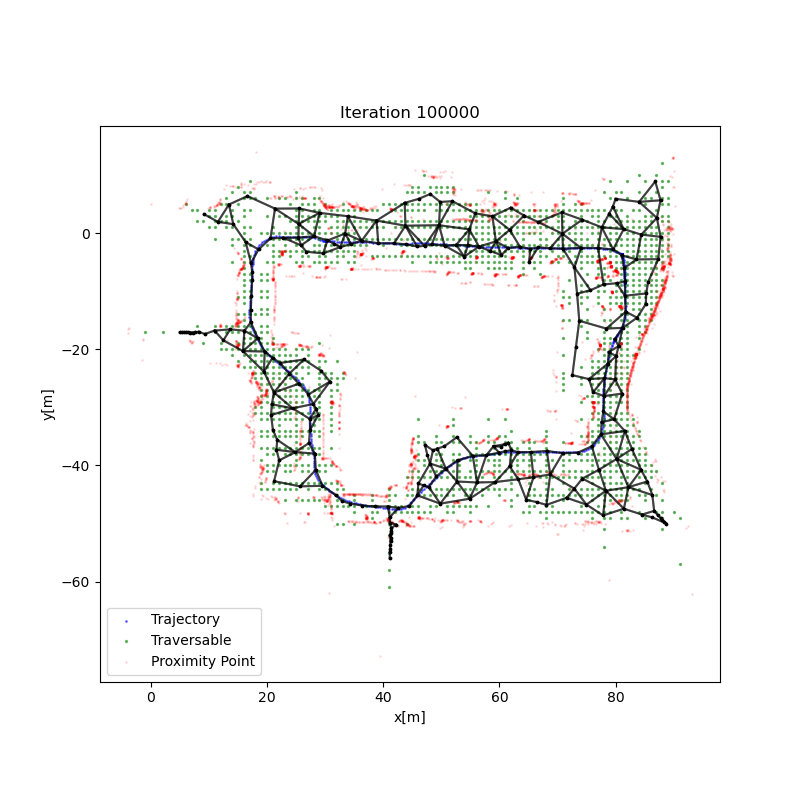 Iteration 100000
0
−20
−40
−60
y[m]
Trajectory
Traversable
Proximity Point
0
20
40
60
80
x[m]